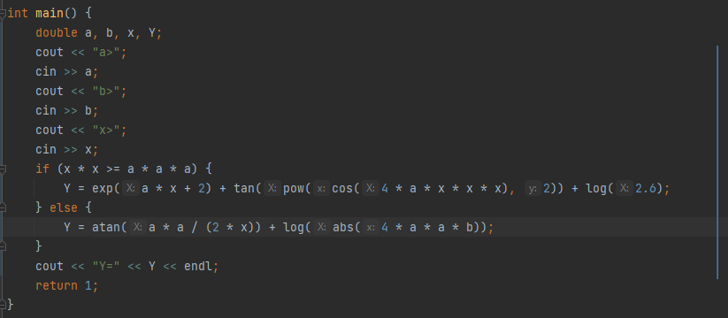 int main() {
double a, b, x, Y;
cout << "a>";
cin >> a;
cout << "b>";
cin >> b;
cout << "x>";
cin >> x;
if (x * x >= a * a * a) {
Y = exp( X: a * x + 2) + tan( X: pow( x: cos( X: 4 * a * x * x * x), y: 2)) + log( X: 2.6);
} else {
Y = atan( X: a * a / (2 * x)) + log( X: abs( x: 4 * a * a * b));
}
cout << "Y=" << Y << endl;
return 1;
}